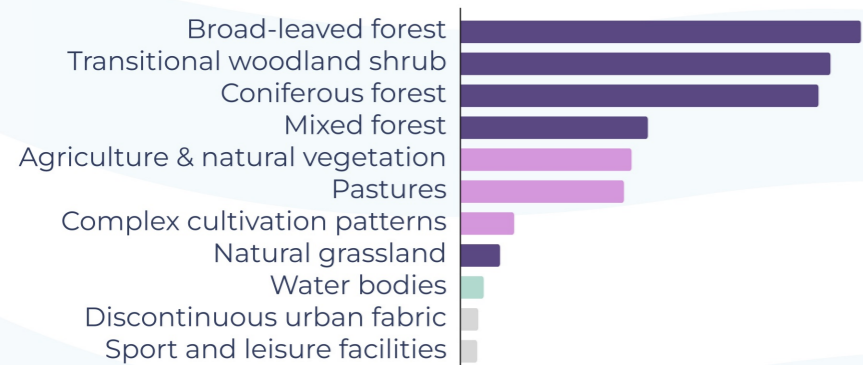 Broad-leaved forest
Transitional woodland shrub
Coniferous forest
Mixed forest
Agriculture & natural vegetation
Pastures
Complex cultivation patterns
Natural grassland
Water bodies
Discontinuous urban fabric
Sport and leisure facilities